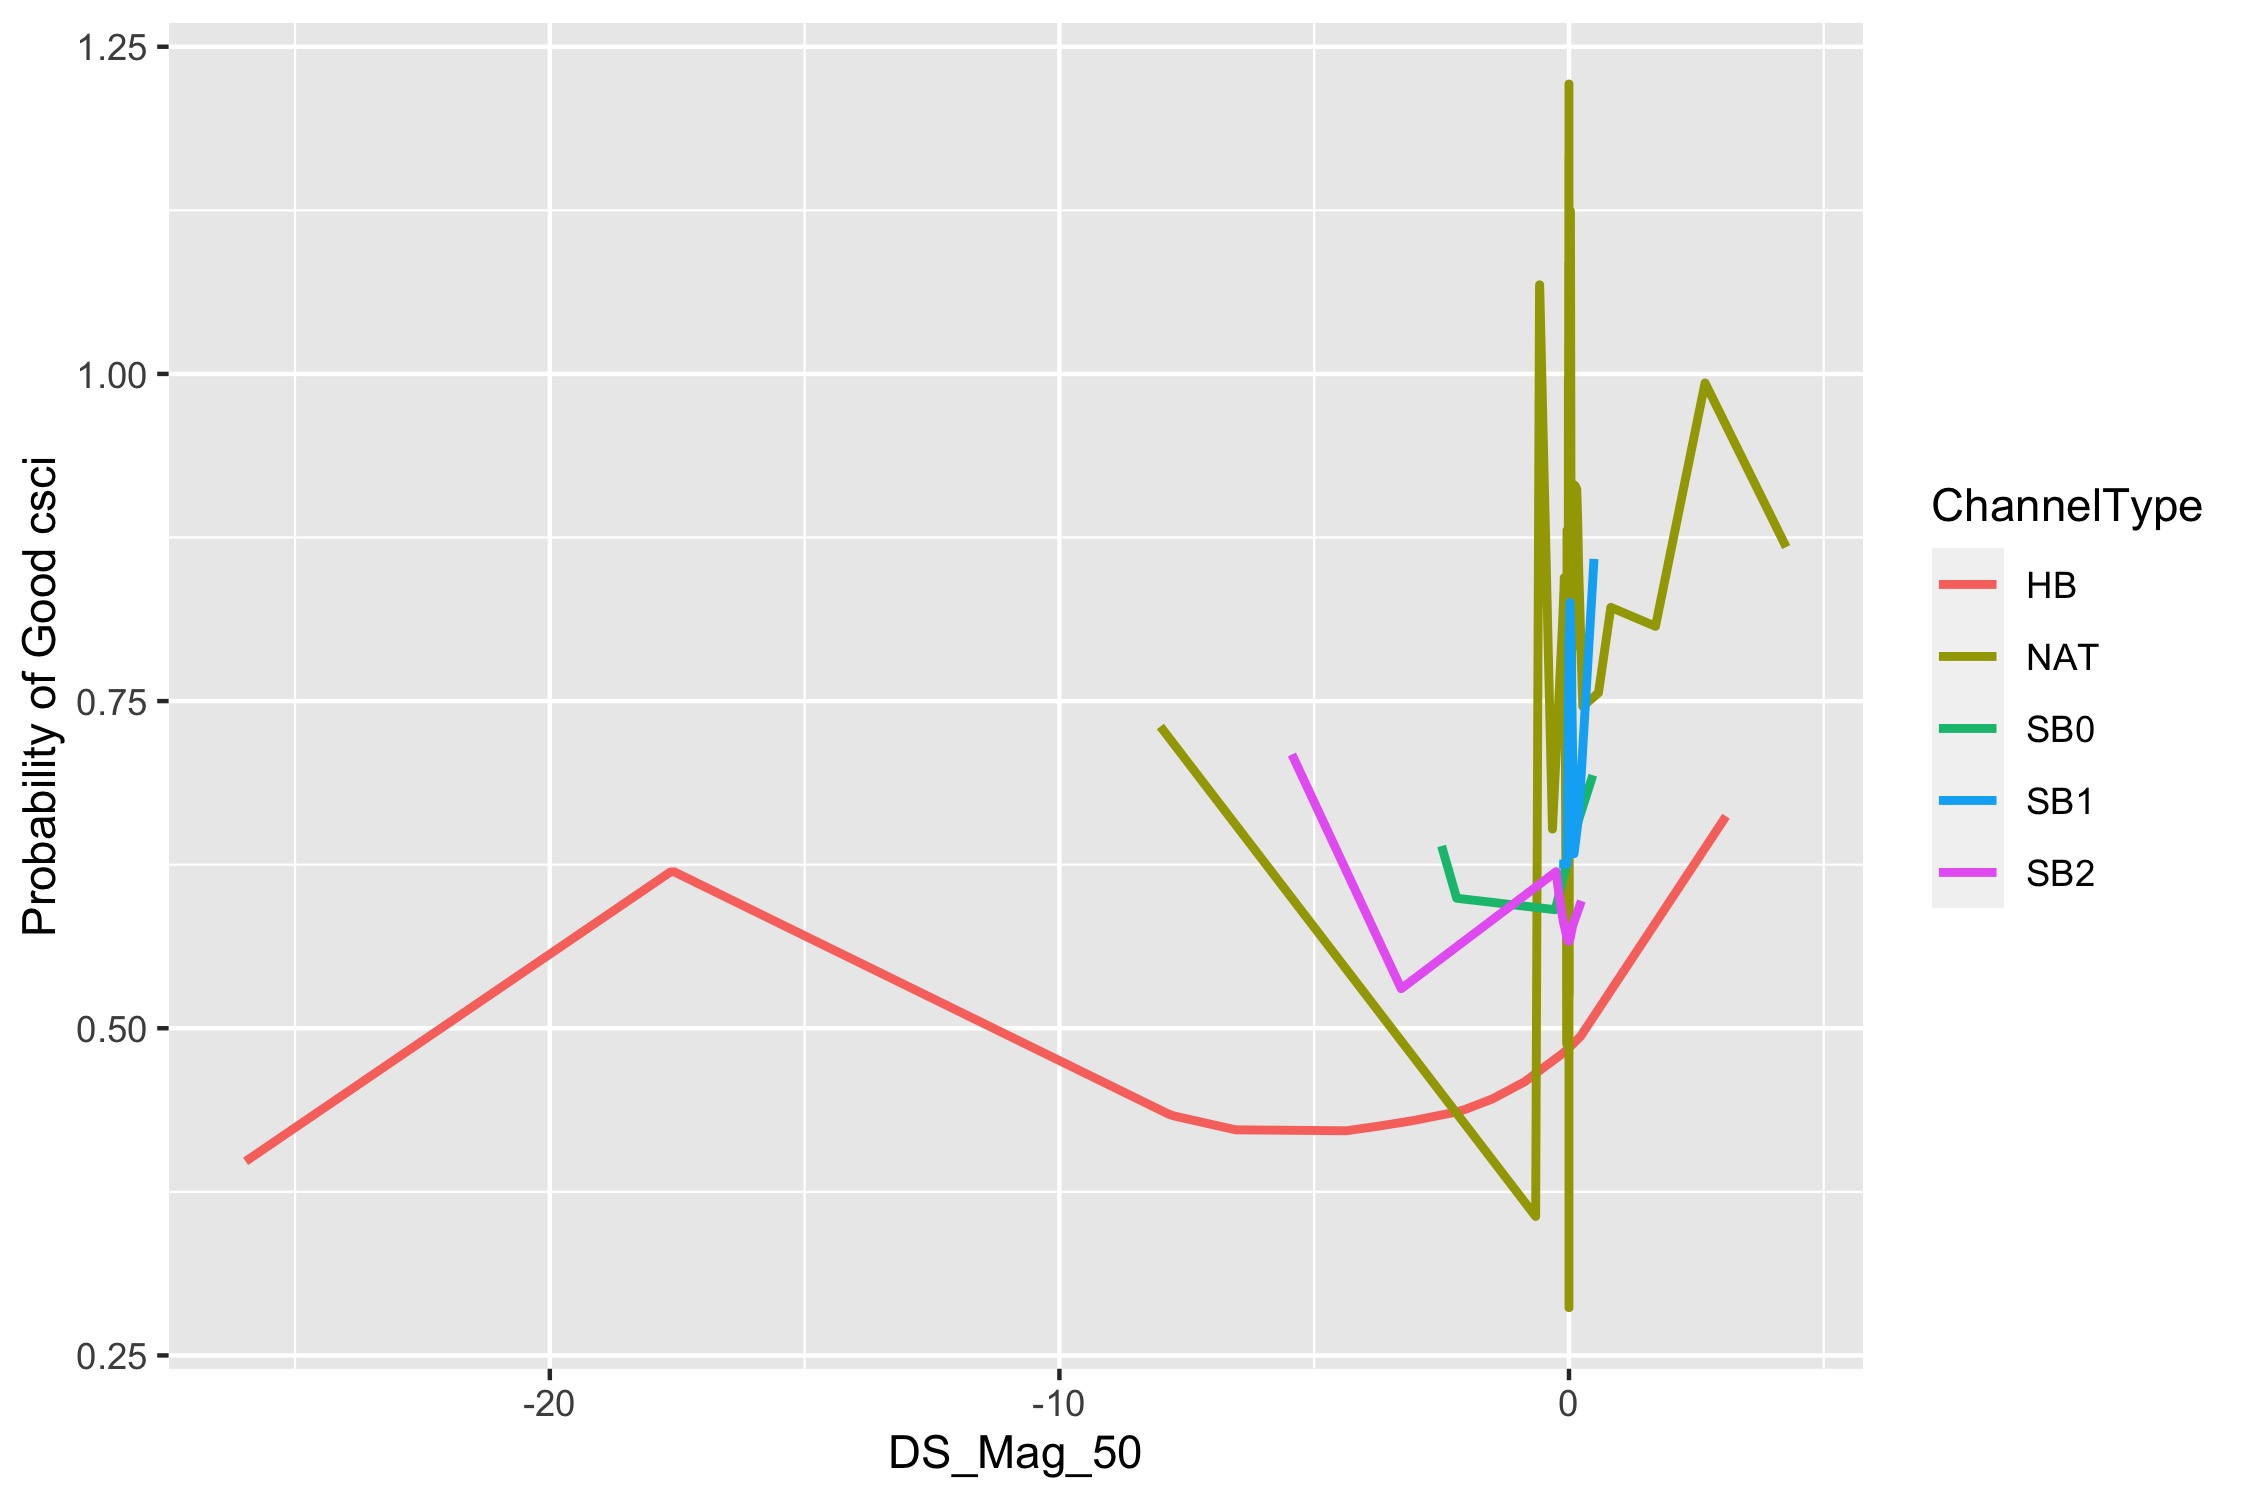 1.25
1.00
0.75
0.50
0.25
Probability of Good csci
-20
-10
0
DS_Mag_50
ChannelType
HB
NAT
SB0
SB1
SB2